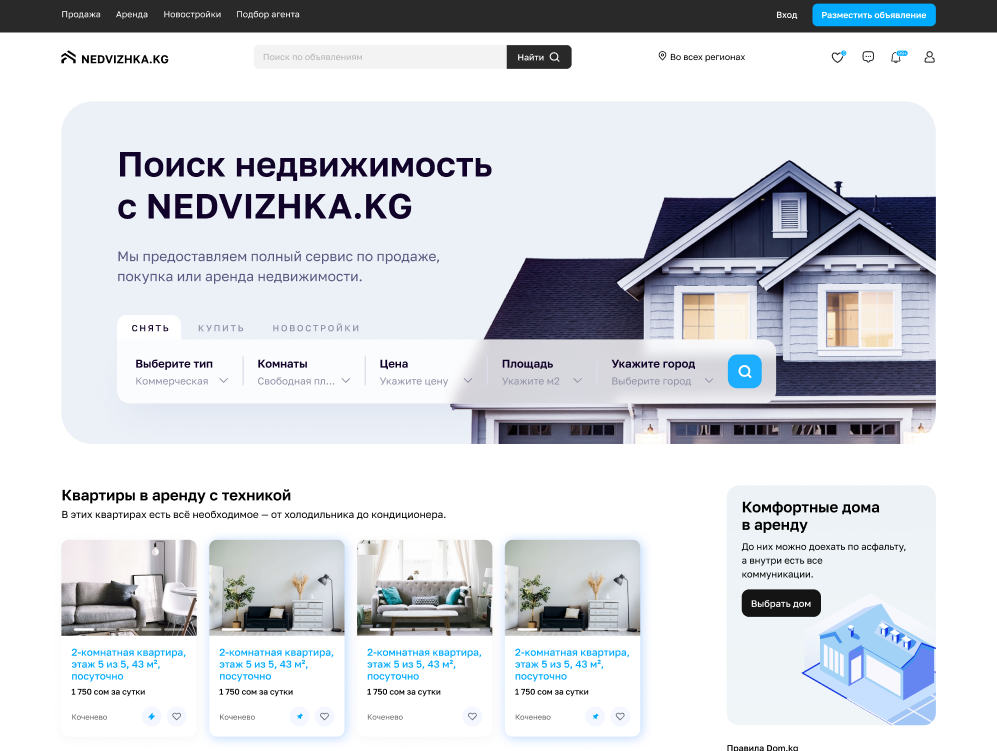 Продажа Аренда Новостройки Подбор агента Вход Разместить объявление
NEDVIZHKA.KG Поиск по объявлениям Найти Во всех регионах 99+
Поиск недвижимость
с NEDVIZHKA.KG
Мы предоставляем полный сервис по продаже,
покупка или аренда недвижимости.
СНЯТЬ КУПИТЬ НОВОСТРОЙКИ
Выберите тип Комнаты Цена Площадь Укажите город
Коммерческая Свободная пл... Укажите цену Укажите м2 Выберите город
Квартиры в аренду с техникой
В этих квартирах есть всё необходимое — от холодильника до кондиционера.
2-комнатная квартира,
этаж 5 из 5, 43 м²,
посуточно
1 750 сом за сутки
Коченево
2-комнатная квартира,
этаж 5 из 5, 43 м²,
посуточно
1 750 сом за сутки
Коченево
2-комнатная квартира,
этаж 5 из 5, 43 м²,
посуточно
1 750 сом за сутки
Коченево
2-комнатная квартира,
этаж 5 из 5, 43 м²,
посуточно
1 750 сом за сутки
Коченево
Комфортные дома
в аренду
До них можно доехать по асфальту,
а внутри есть все
коммуникации.
Выбрать дом
Правила Dom.kg